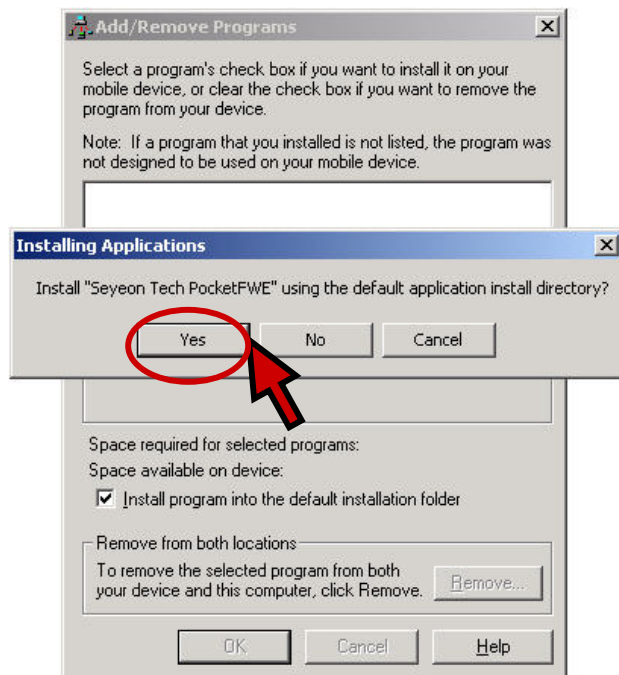 Add/Remove Programs
Select a program's check box if you want to install it on your
mobile device, or clear the check box if you want to remove the
program from your device.
Note: If a program that you installed is not listed, the program was
not designed to be used on your mobile device.
Installing Applications
Install "Seyeon Tech PocketFWE" using the default application install directory?
Yes No Cancel
Space required for selected programs:
Space available on device:
Install program into the default installation folder
Remove from both locations
To remove the selected program from both
your device and this computer, click Remove.
Remove...
OK Cancel Help